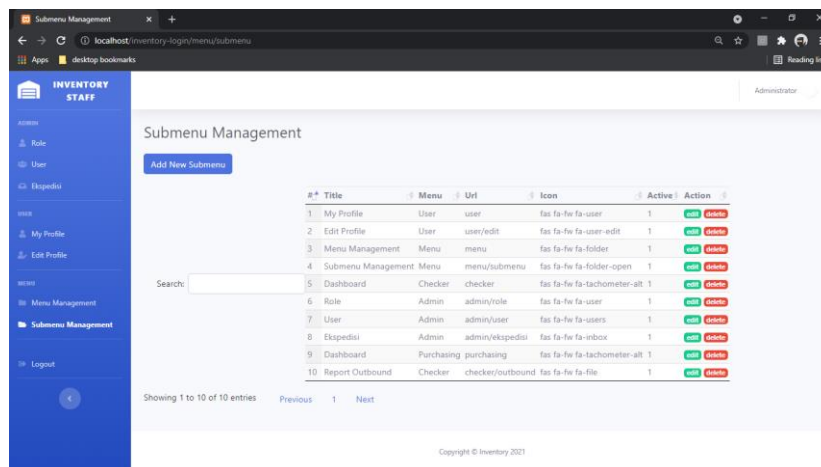 Submenu Management
localhost/inventory-login/menu/submenu
Apps desktop bookmarks
Reading li
INVENTORY
STAFF
Administrator
ADMIN
Role
User
Ekspedisi
USER
My Profile
Edit Profile
MENU
Menu Management
Submenu Management
Logout
Submenu Management
Add New Submenu
Search:
# Title Menu Url Icon Active Action
1 My Profile User user fas fa-fw fa-user 1 edit delete
2 Edit Profile User user/edit fas fa-fw fa-user-edit 1 edit delete
3 Menu Management Menu menu fas fa-fw fa-folder 1 edit delete
4 Submenu Management Menu menu/submenu fas fa-fw fa-folder-open 1 edit delete
5 Dashboard Checker checker fas fa-fw fa-tachometer-alt 1 edit delete
6 Role Admin admin/role fas fa-fw fa-user 1 edit delete
7 User Admin admin/user fas fa-fw fa-users 1 edit delete
8 Ekspedisi Admin admin/ekspedisi fas fa-fw fa-inbox 1 edit delete
9 Dashboard Purchasing purchasing fas fa-fw fa-tachometer-alt 1 edit delete
10 Report Outbound Checker checker/outbound fas fa-fw fa-file 1 edit delete
Showing 1 to 10 of 10 entries
Previous 1 Next
Copyright © Inventory 2021